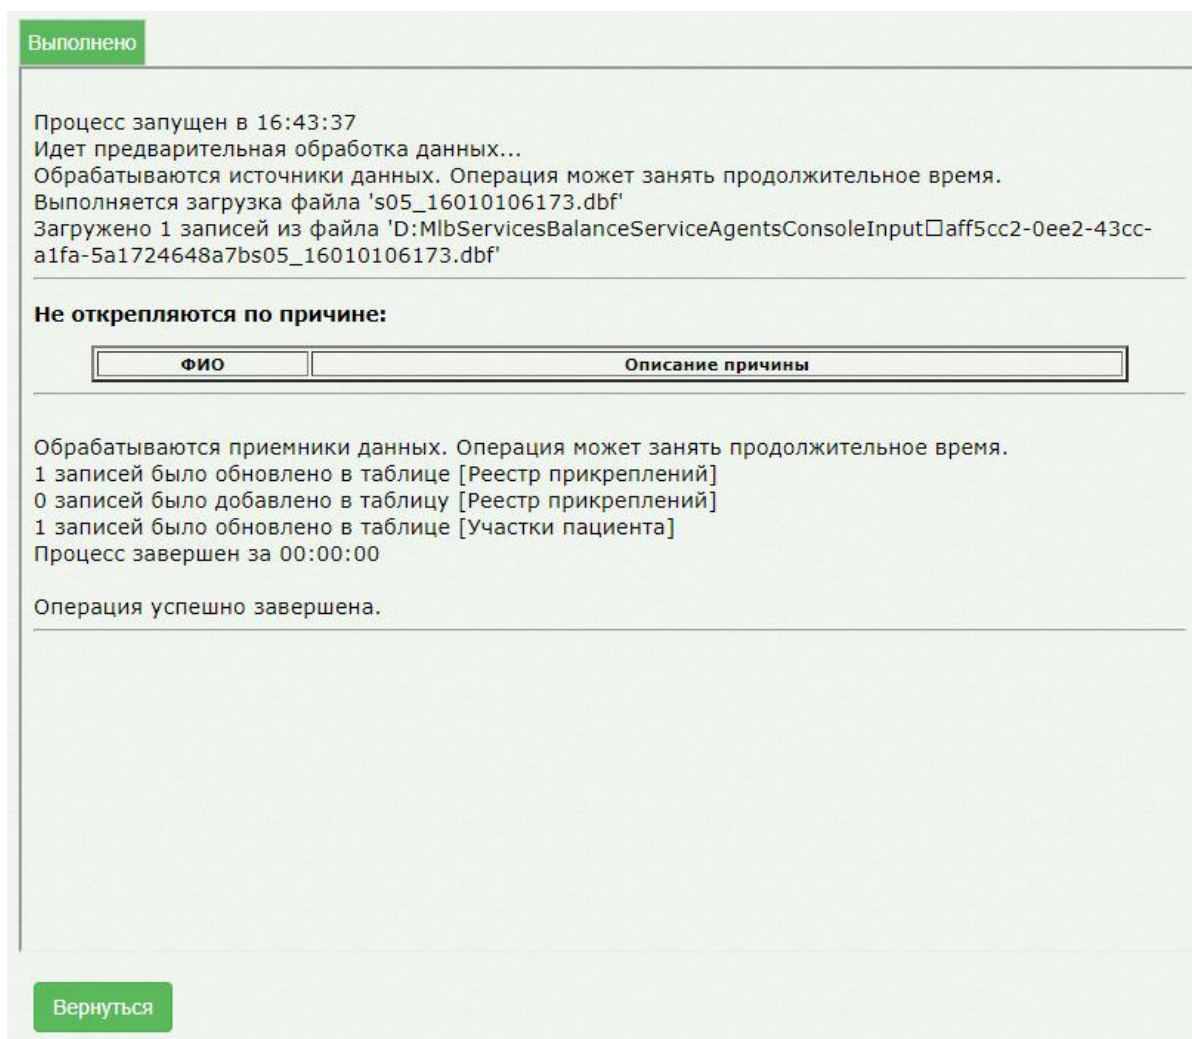 Выполнено
Процесс запущен в 16:43:37
Идет предварительная обработка данных...
Обрабатываются источники данных. Операция может занять продолжительное время.
Выполняется загрузка файла 's05_16010106173.dbf'
Загружено 1 записей из файла 'D:MlbServicesBalanceServiceAgentsConsoleInput□aff5cc2-0ee2-43cc-
a1fa-5a1724648a7bs05_16010106173.dbf'
Не открепляются по причине:
ФИО Описание причины
Обрабатываются приемники данных. Операция может занять продолжительное время.
1 записей было обновлено в таблице [Реестр прикреплений]
0 записей было добавлено в таблицу [Реестр прикреплений]
1 записей было обновлено в таблице [Участки пациента]
Процесс завершен за 00:00:00
Операция успешно завершена.
Вернуться